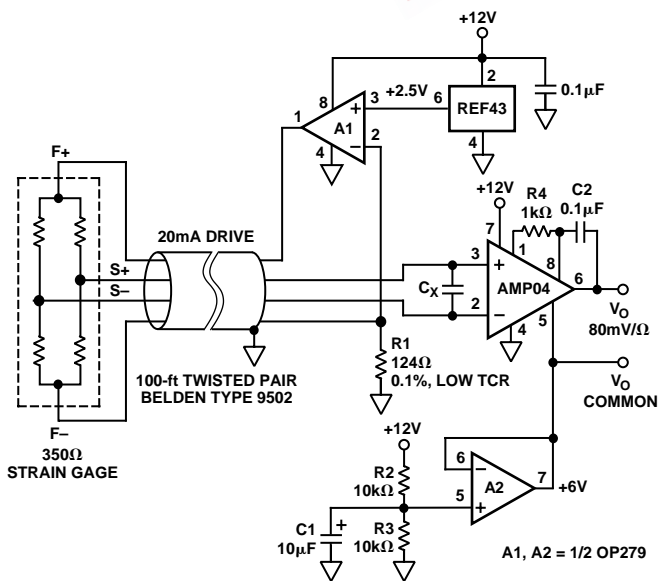 +12V
2
+2.5V
6
REF43
0.1µF
4
8
3
1
A1
+
–
2
4
F+
20mA DRIVE
S+
S–
+12V
R4
1kΩ
C2
0.1µF
7
1
8
3
+
CX
AMP04
6
2
–
5
4
VO
80mV/Ω
R1
124Ω
0.1%, LOW TCR
VO
COMMON
100-ft TWISTED PAIR
BELDEN TYPE 9502
F–
350Ω
STRAIN GAGE
+12V
R2
10kΩ
6
–
A2
7
+6V
5
+
C1
10µF
+
R3
10kΩ
A1, A2 = 1/2 OP279